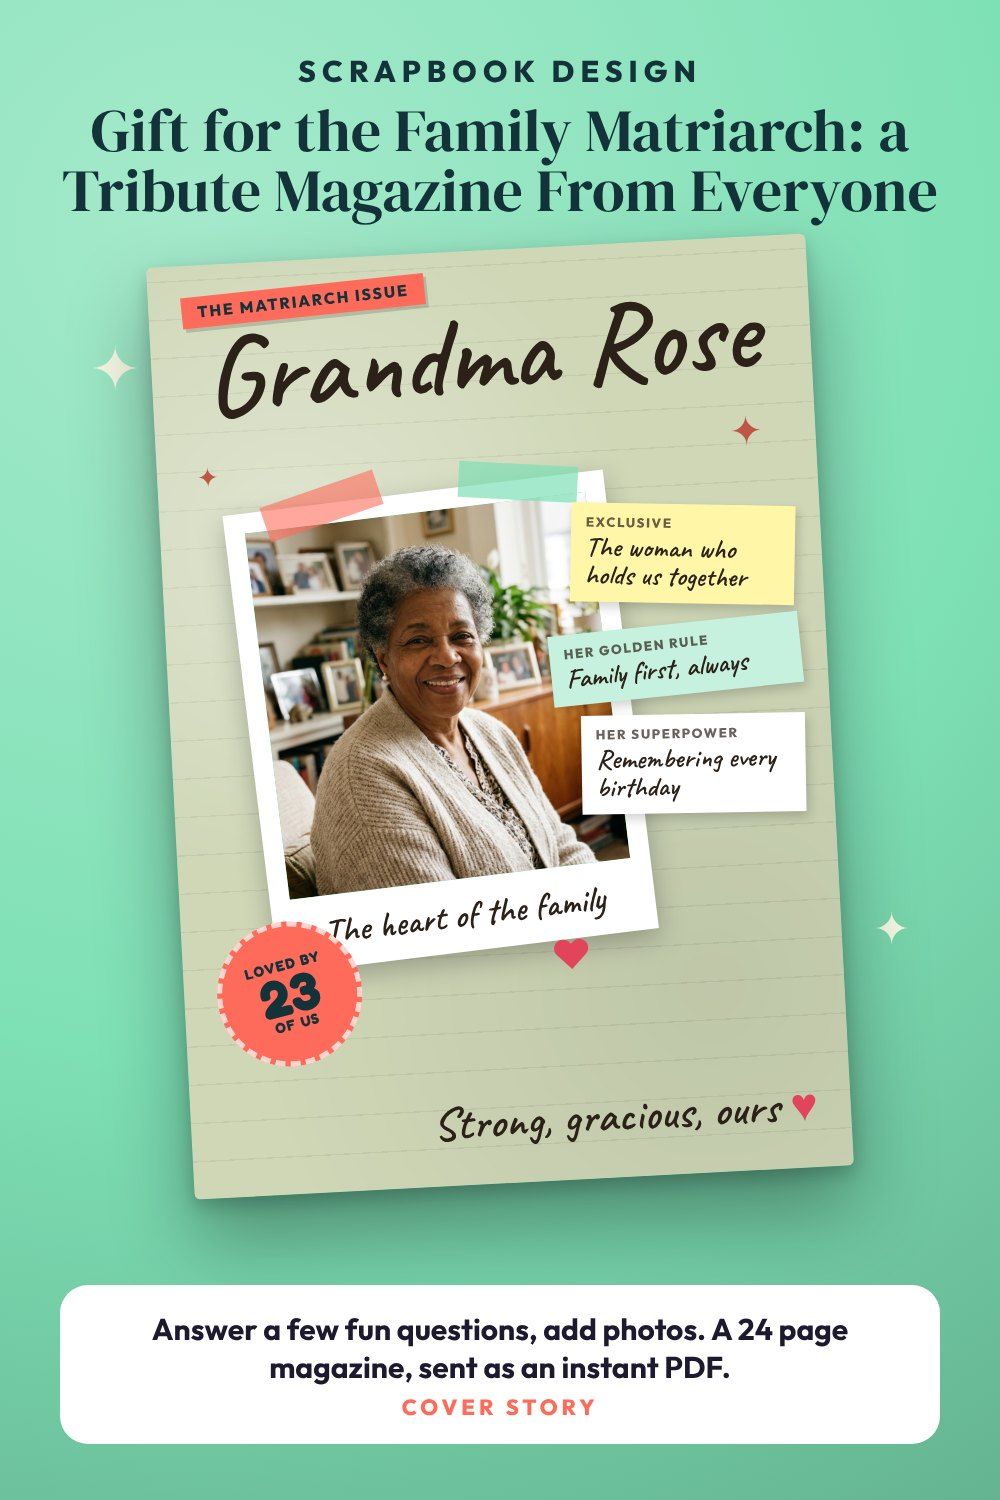 SCRAPBOOK DESIGN
Gift for the Family Matriarch: a
Tribute Magazine From Everyone
THE MATRIARCH ISSUE
Grandma Rose
EXCLUSIVE
The woman who
holds us together
HER GOLDEN RULE
Family first, always
HER SUPERPOWER
Remembering every
birthday
The heart of the family
LOVED BY
23
OF US
Strong, gracious, ours ♥
Answer a few fun questions, add photos. A 24 page
magazine, sent as an instant PDF.
COVER STORY